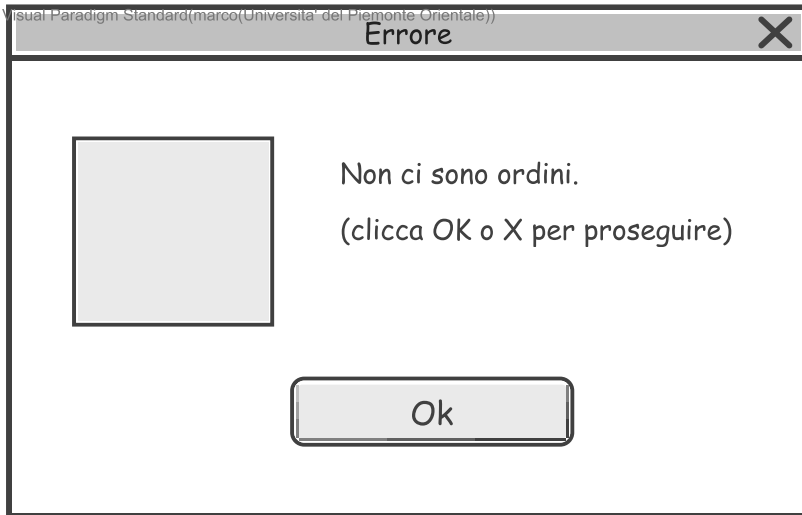 Visual Paradigm Standard(marco(Universita' del Piemonte Orientale))
Errore
Non ci sono ordini.
(clicca OK o X per proseguire)
Ok